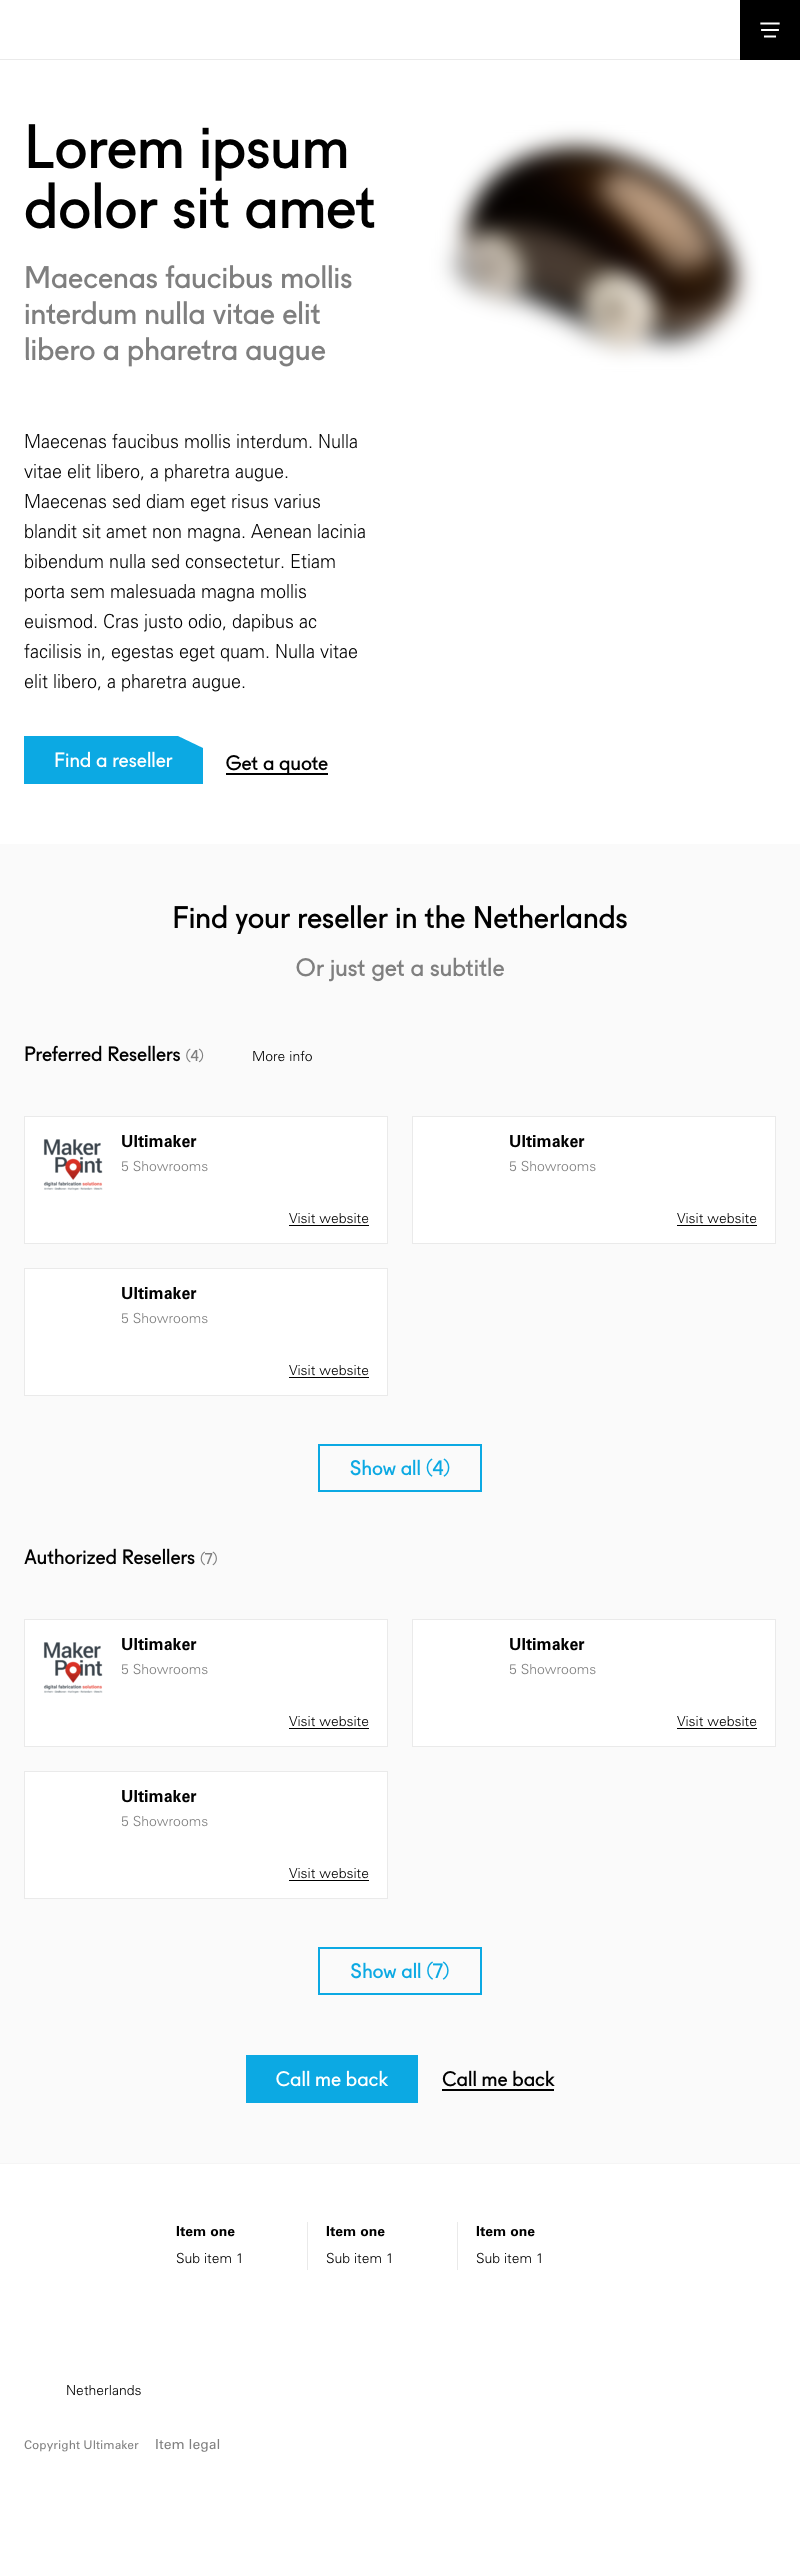 Lorem ipsum
dolor sit amet
Maecenas faucibus mollis
interdum nulla vitae elit
libero a pharetra augue
Maecenas faucibus mollis interdum. Nulla
vitae elit libero, a pharetra augue.
Maecenas sed diam eget risus varius
blandit sit amet non magna. Aenean lacinia
bibendum nulla sed consectetur. Etiam
porta sem malesuada magna mollis
euismod. Cras justo odio, dapibus ac
facilisis in, egestas eget quam. Nulla vitae
elit libero, a pharetra augue.
Find a reseller
Get a quote
Find your reseller in the Netherlands
Or just get a subtitle
Preferred Resellers (4)
More info
Maker
Point
digital fabrication solutions
Ultimaker
5 Showrooms
Visit website
Ultimaker
5 Showrooms
Visit website
Ultimaker
5 Showrooms
Visit website
Show all (4)
Authorized Resellers (7)
Maker
Point
digital fabrication solutions
Ultimaker
5 Showrooms
Visit website
Ultimaker
5 Showrooms
Visit website
Ultimaker
5 Showrooms
Visit website
Show all (7)
Call me back
Call me back
Item one
Sub item 1
Item one
Sub item 1
Item one
Sub item 1
Netherlands
Copyright Ultimaker
Item legal